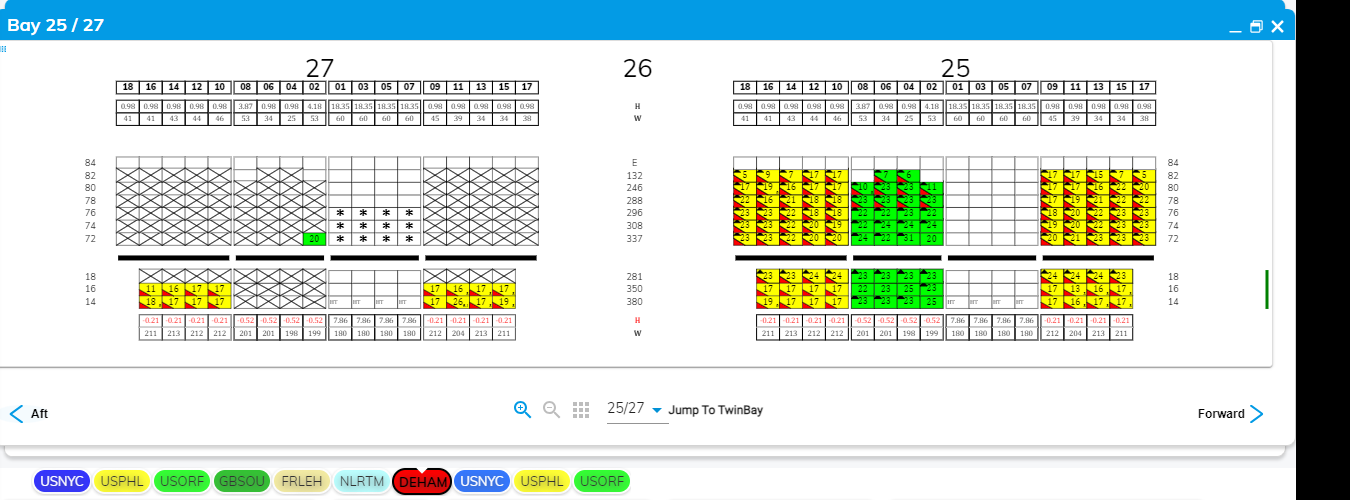 Bay 25 / 27
27 26 25
18 16 14 12 10 08 06 04 02 01 03 05 07 09 11 13 15 17 18 16 14 12 10 08 06 04 02 01 03 05 07 09 11 13 15 17
0.98 0.98 0.98 0.98 0.98 3.87 0.98 0.98 4.18 18.35 18.35 18.35 18.35 0.98 0.98 0.98 0.98 0.98 H 0.98 0.98 0.98 0.98 0.98 3.87 0.98 0.98 4.18 18.35 18.35 18.35 18.35 0.98 0.98 0.98 0.98 0.98
41 41 43 44 46 53 34 25 53 60 60 60 60 45 39 34 34 38 W 41 41 43 44 46 53 34 25 53 60 60 60 60 45 39 34 34 38
84 E 84
82 132 5 9 7 17 17 7 6 17 17 15 7 5 82
80 246 17 19 16 17 17 10 23 23 11 17 17 16 22 20 80
78 288 22 16 21 18 18 23 23 23 23 17 19 21 22 22 78
76 * * * * 296 23 23 22 18 18 22 22 23 22 18 20 22 23 23 76
74 * * * * 308 23 23 22 19 19 22 24 24 24 19 20 22 23 23 74
72 20 * * * * 337 23 23 22 20 20 24 22 31 20 20 21 23 23 23 72
18 281 23 23 24 24 23 23 23 23 24 24 24 23 18
16 11 16 17 17 17 16 17 17 350 17 17 17 17 22 23 25 23 17 13 16 17 16
14 18 17 17 17 HT HT HT HT 17 26 17 19 380 19 17 17 17 23 23 23 25 HT HT HT HT 17 16 17 17 14
-0.21 -0.21 -0.21 -0.21 -0.52 -0.52 -0.52 -0.52 7.86 7.86 7.86 7.86 -0.21 -0.21 -0.21 -0.21 H -0.21 -0.21 -0.21 -0.21 -0.52 -0.52 -0.52 -0.52 7.86 7.86 7.86 7.86 -0.21 -0.21 -0.21 -0.21
211 213 212 212 201 201 198 199 180 180 180 180 212 204 213 211 W 211 213 212 212 201 201 198 199 180 180 180 180 212 204 213 211
Aft 25/27 Jump To TwinBay Forward
USNYC USPHL USORF GBSOU FRLEH NLRTM DEHAM USNYC USPHL USORF